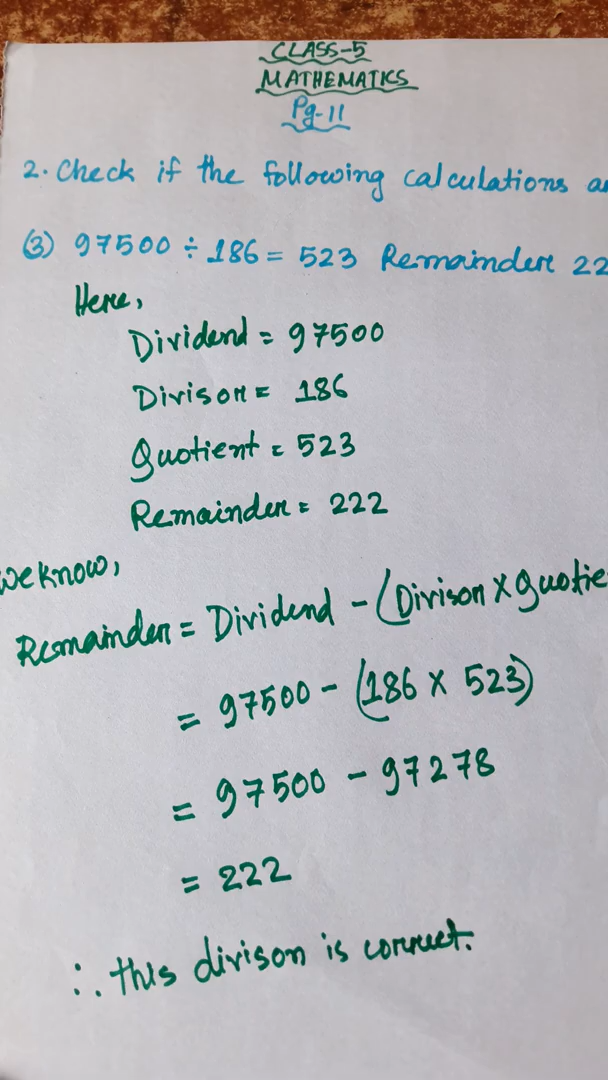 CLASS-5
MATHEMATICS
Pg-11
2. Check if the following calculations
(3) 97500 ÷ 186 = 523 Remainder 22
Here,
Dividend = 97500
Divison = 186
Quotient = 523
Remainder = 222
we know,
Remainder = Dividend - (Divison × Quotie
= 97500 - (186 × 523)
= 97500 - 97278
= 222
∴ this divison is correct.